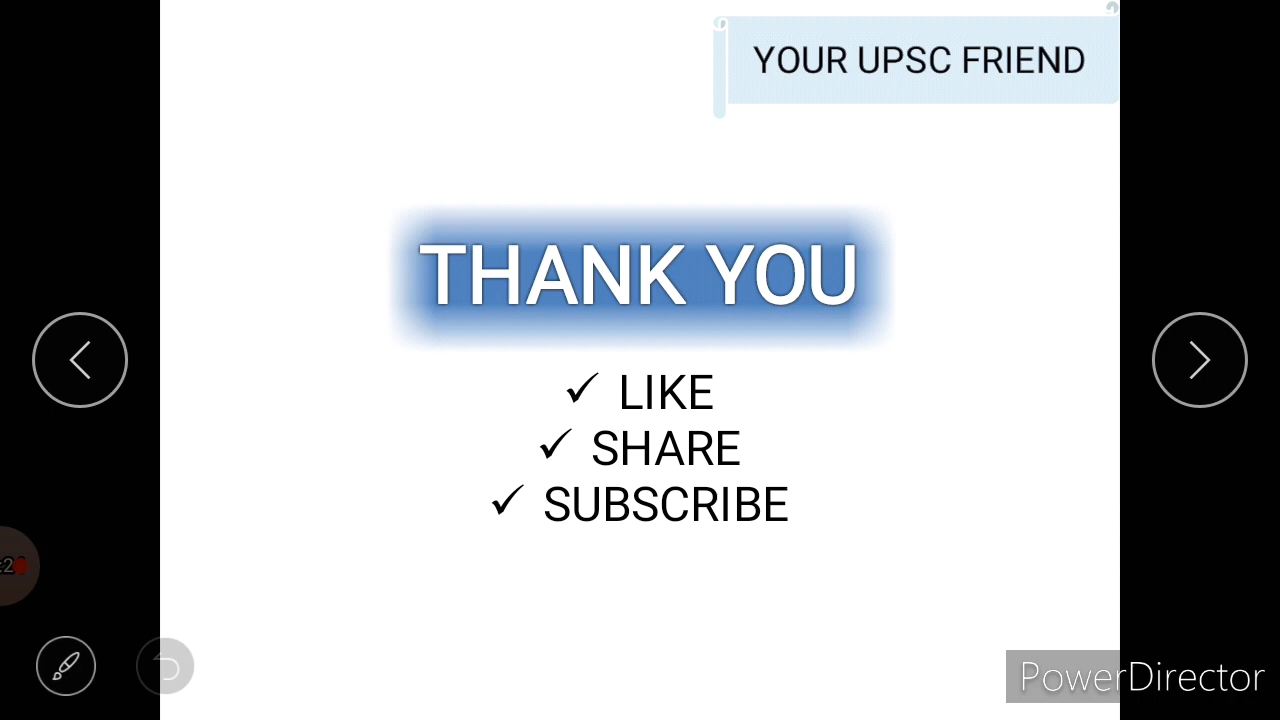 YOUR UPSC FRIEND
THANK YOU
✓ LIKE
✓ SHARE
✓ SUBSCRIBE
PowerDirector